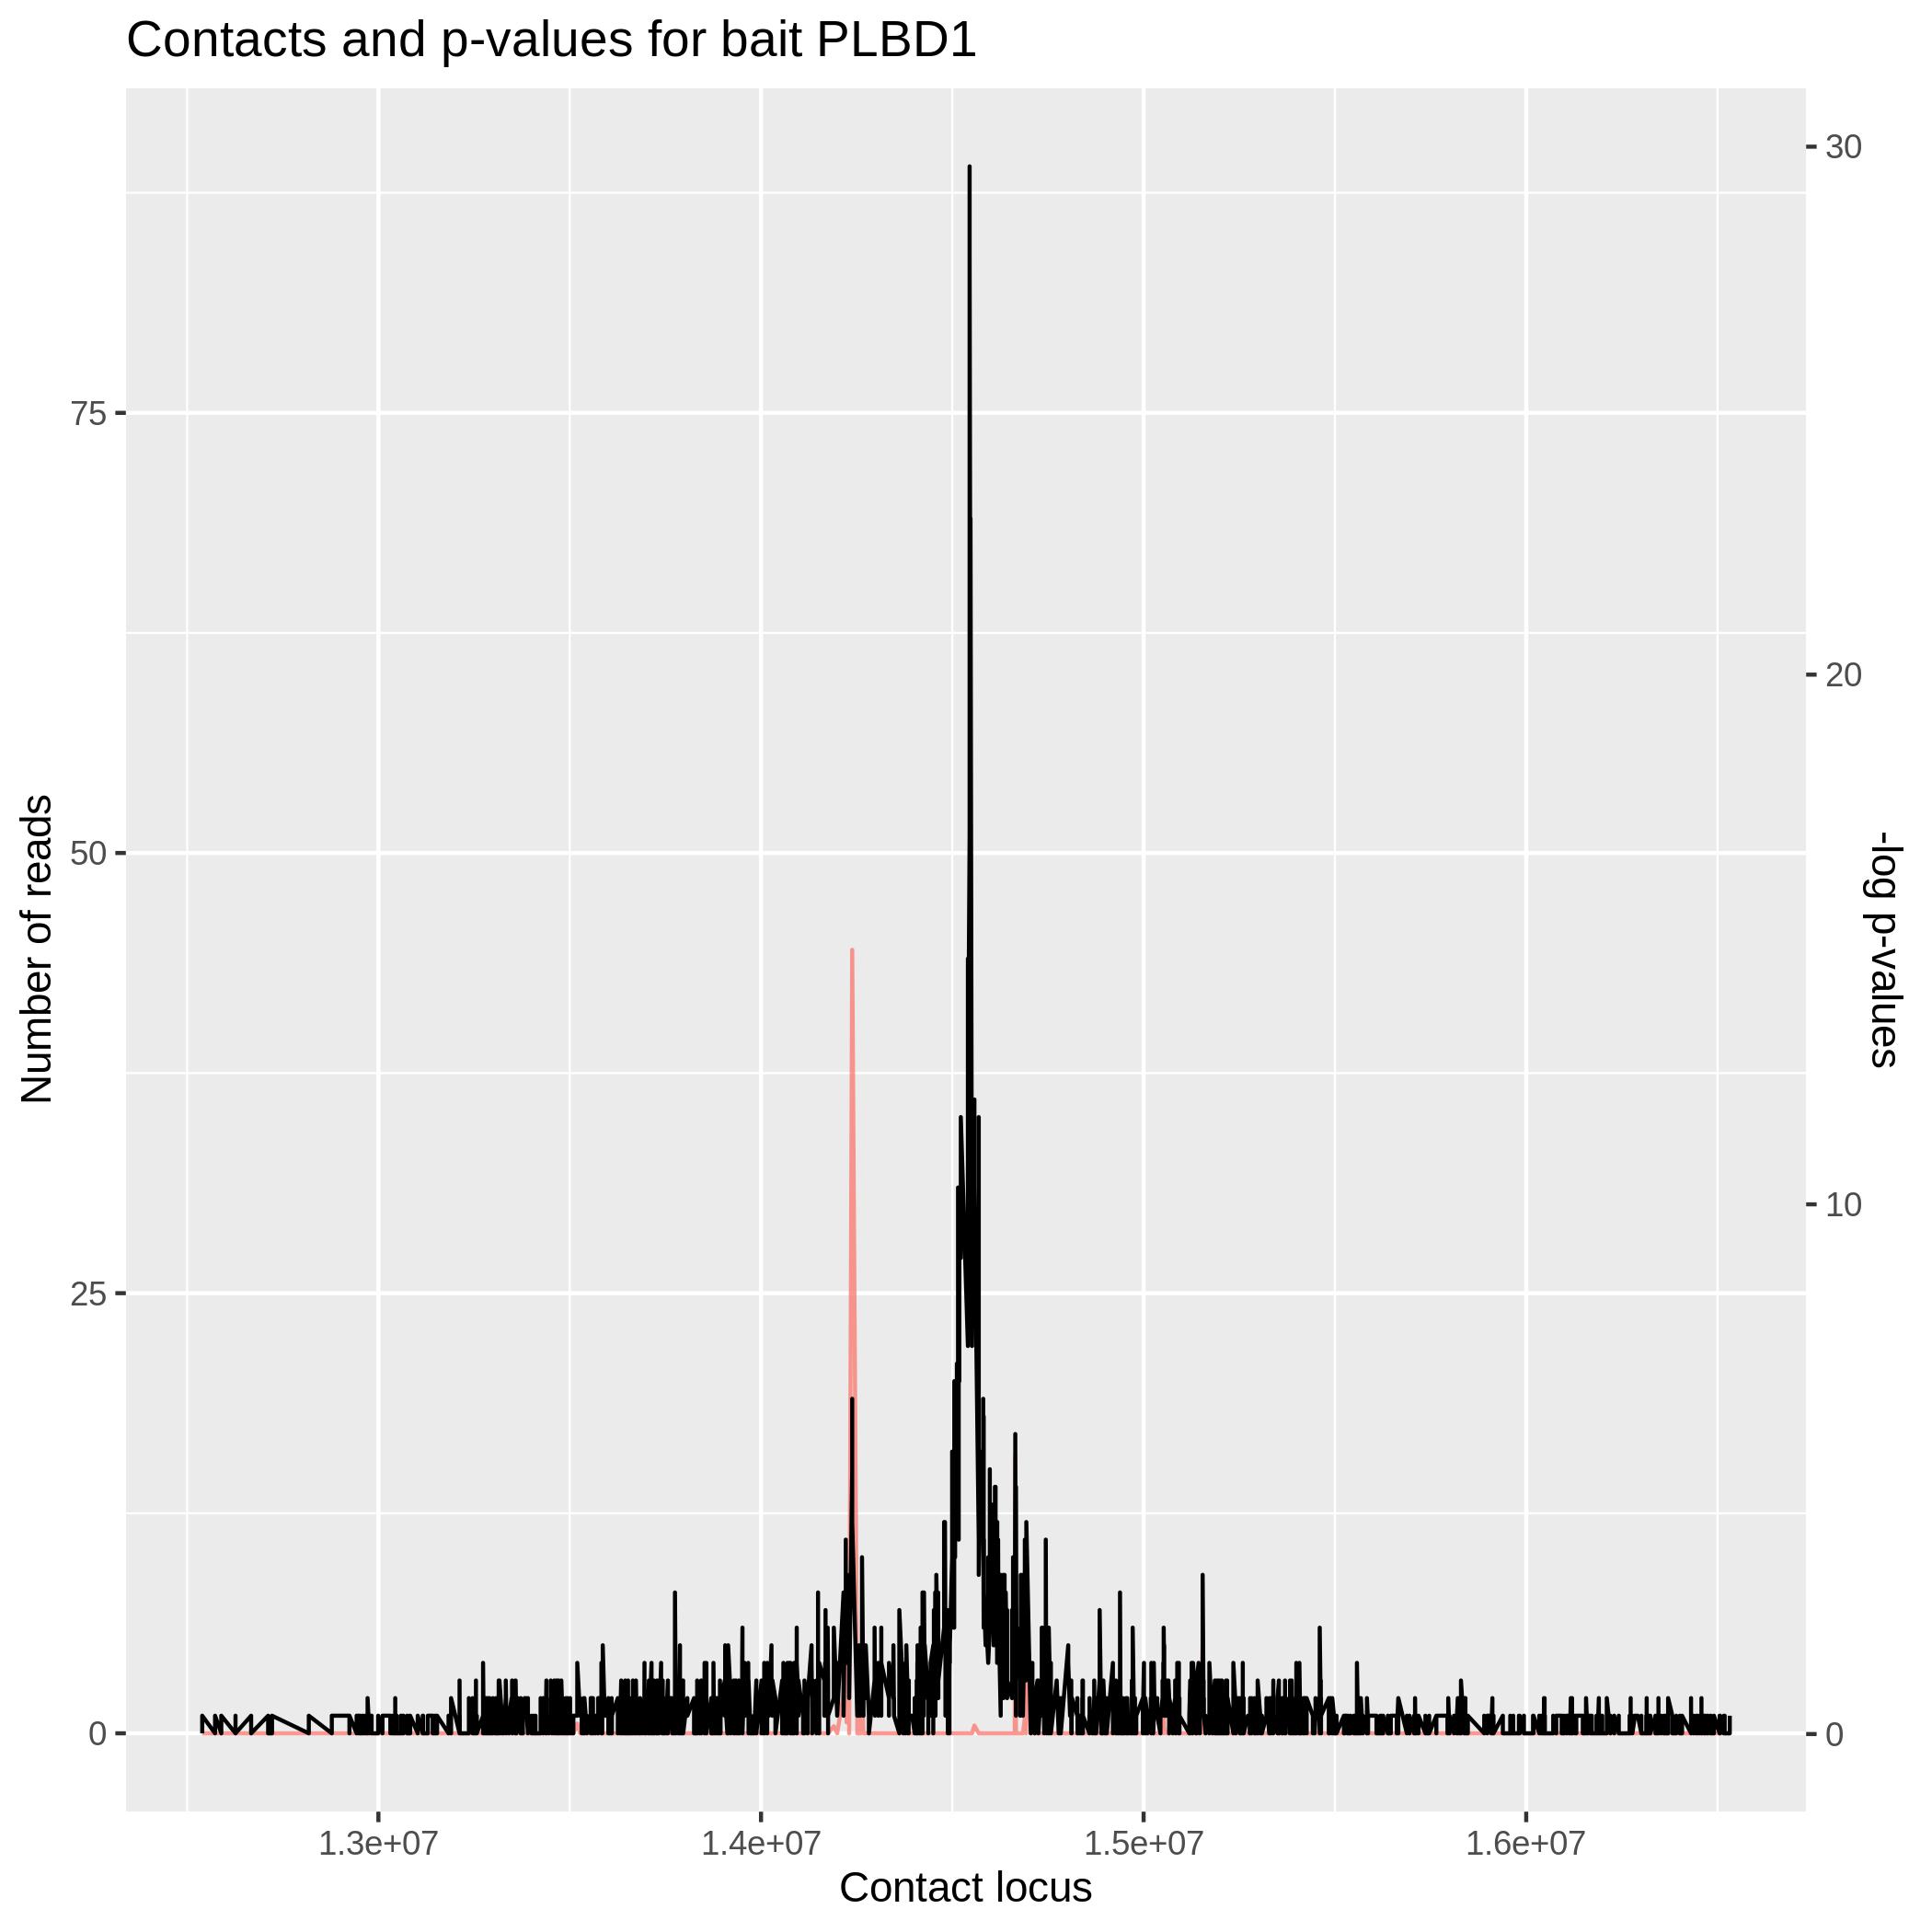 Contacts and p-values for bait PLBD1
Number of reads
75
50
25
0
30
20
10
0
-log p-values
1.3e+07
1.4e+07
1.5e+07
1.6e+07
Contact locus